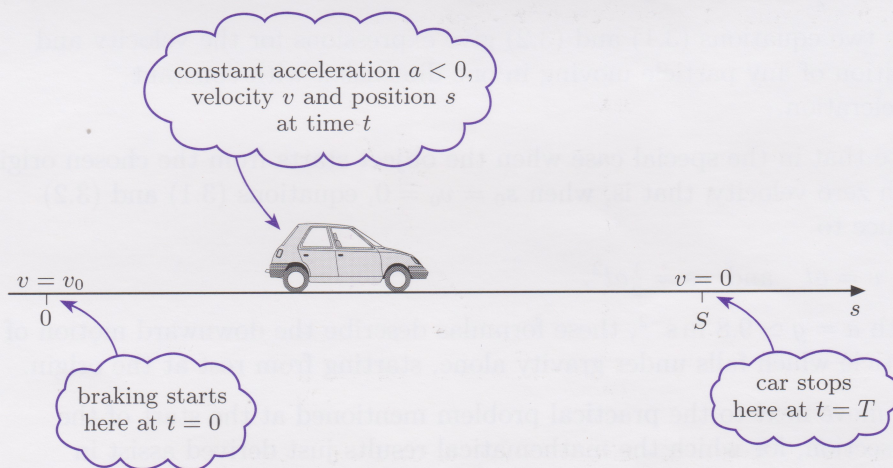 constant acceleration a < 0,
velocity v and position s
at time t
v = v₀
v = 0
0
S
s
braking starts
here at t = 0
car stops
here at t = T